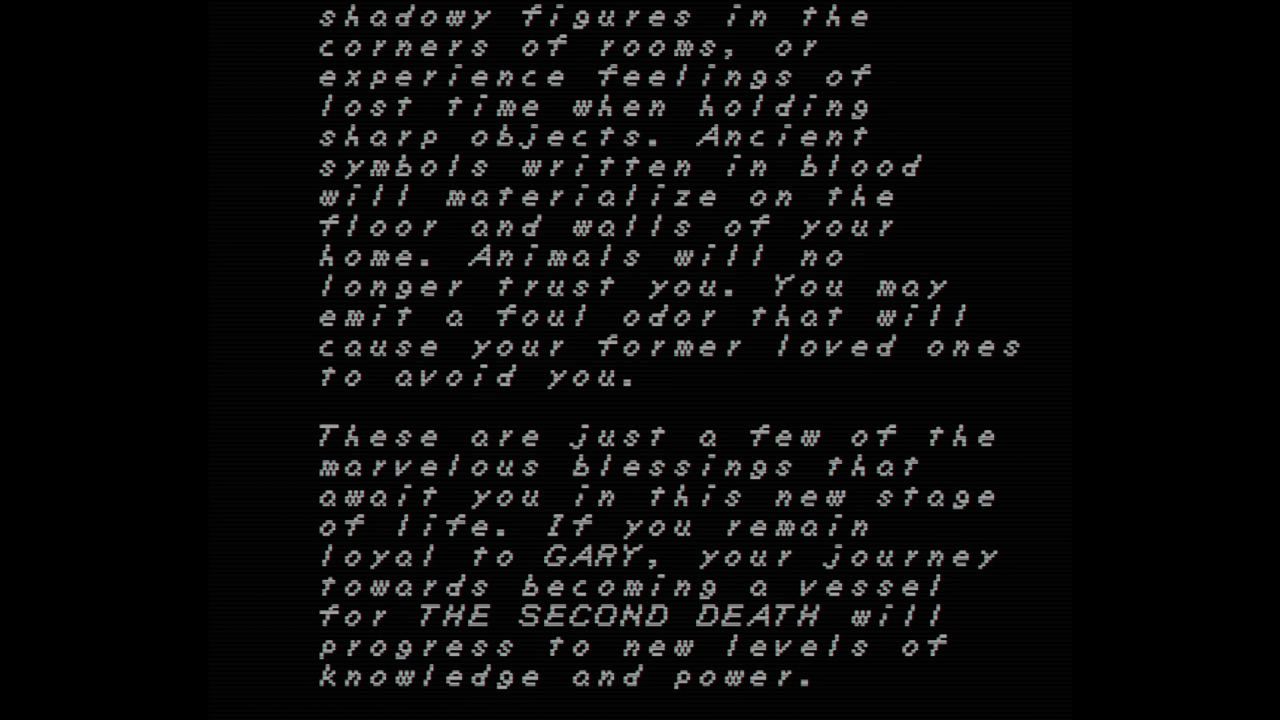 shadowy figures in the
corners of rooms, or
experience feelings of
lost time when holding
sharp objects. Ancient
symbols written in blood
will materialize on the
floor and walls of your
home. Animals will no
longer trust you. You may
emit a foul odor that will
cause your former loved ones
to avoid you.
These are just a few of the
marvelous blessings that
await you in this new stage
of life. If you remain
loyal to GARY, your journey
towards becoming a vessel
for THE SECOND DEATH will
progress to new levels of
knowledge and power.